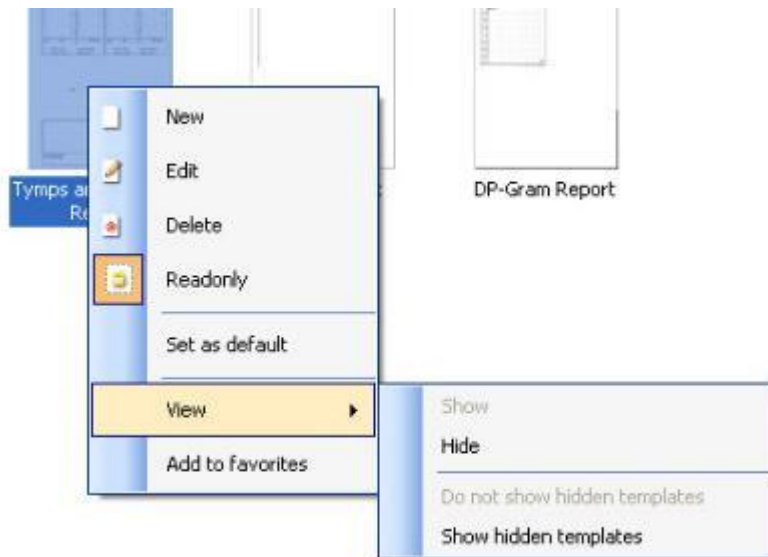 Tymps a
Re
DP-Gram Report
New
Edit
Delete
Readonly
Set as default
View
Add to favorites
Show
Hide
Do not show hidden templates
Show hidden templates